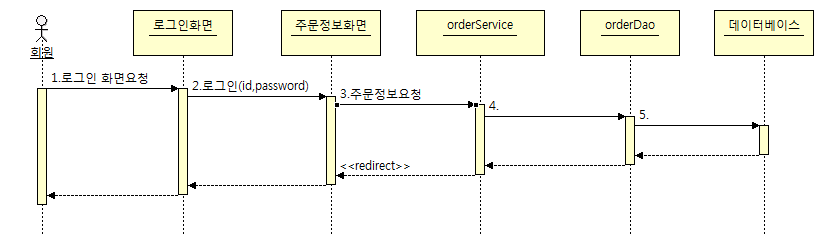 회원
로그인화면
주문정보화면
orderService
orderDao
데이터베이스
1.로그인 화면요청
2.로그인(id,password)
3.주문정보요청
4.
5.
<<redirect>>